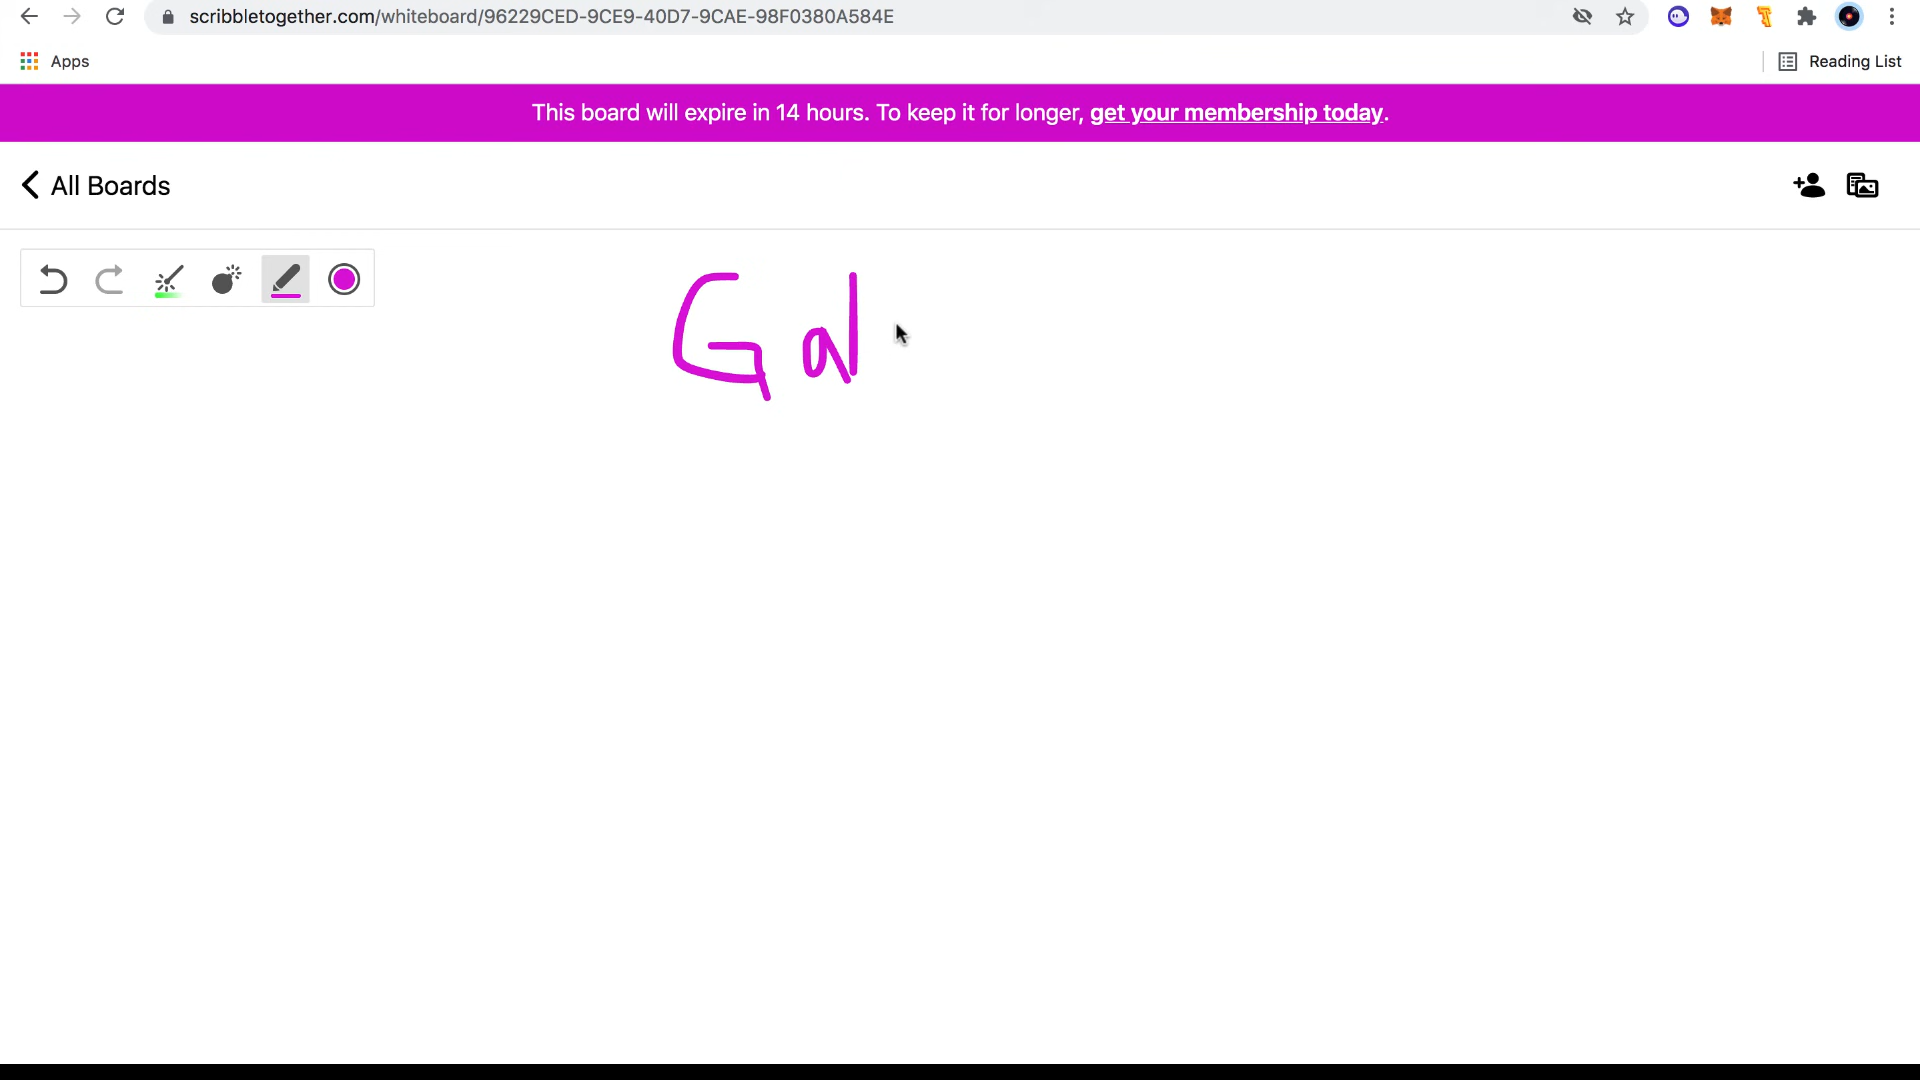 scribbletogether.com/whiteboard/96229CED-9CE9-40D7-9CAE-98F0380A584E
Apps
Reading List
This board will expire in 14 hours. To keep it for longer, get your membership today.
All Boards
Gal